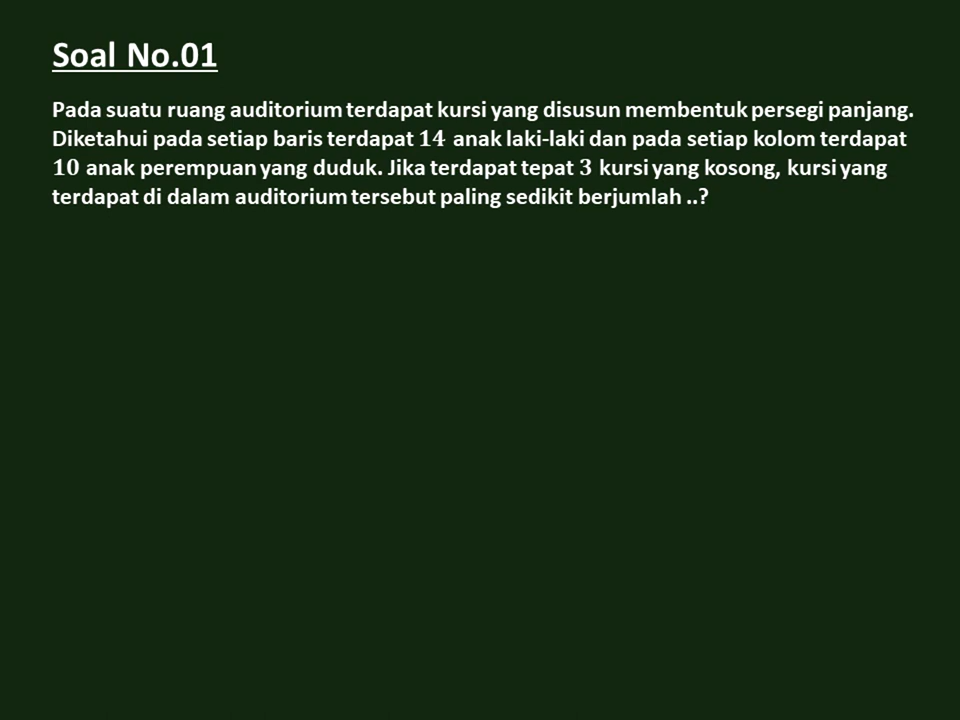 Soal No.01
Pada suatu ruang auditorium terdapat kursi yang disusun membentuk persegi panjang.
Diketahui pada setiap baris terdapat 14 anak laki-laki dan pada setiap kolom terdapat
10 anak perempuan yang duduk. Jika terdapat tepat 3 kursi yang kosong, kursi yang
terdapat di dalam auditorium tersebut paling sedikit berjumlah ..?